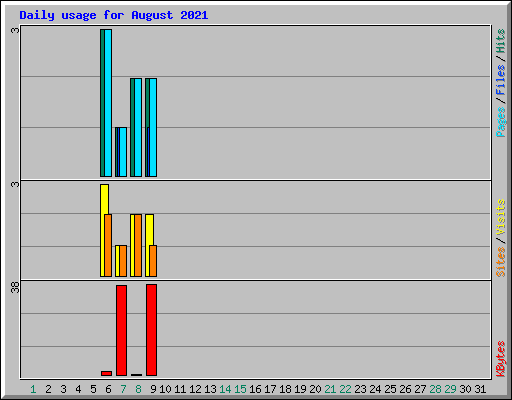 Daily usage for August 2021
3
Pages / Files / Hits
3
Sites / Visits
38
KBytes
1 2 3 4 5 6 7 8 9 10 11 12 13 14 15 16 17 18 19 20 21 22 23 24 25 26 27 28 29 30 31